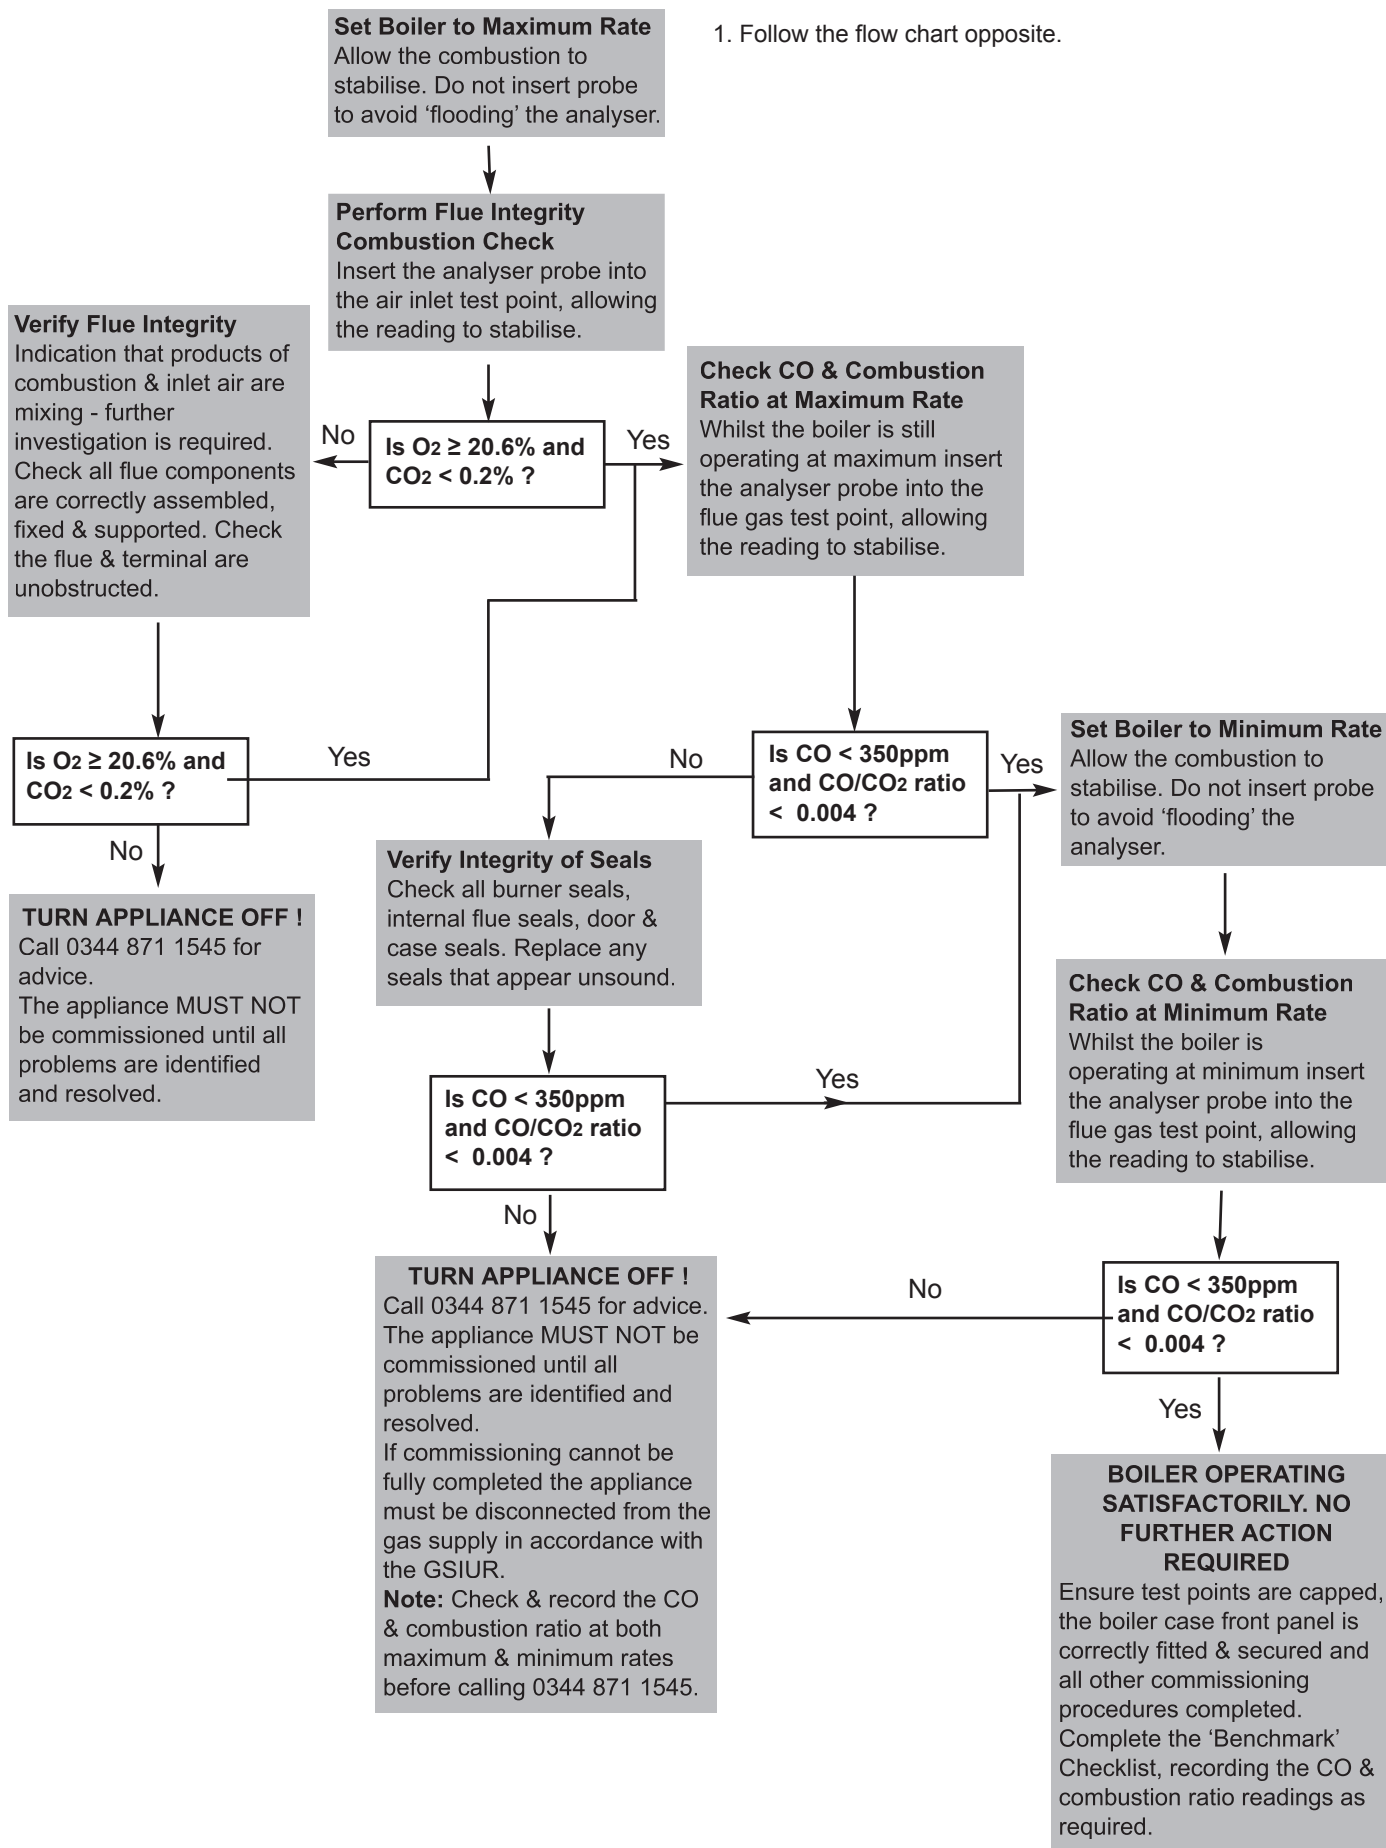 Set Boiler to Maximum Rate
Allow the combustion to
stabilise. Do not insert probe
to avoid ‘flooding’ the analyser.
1. Follow the flow chart opposite.
Perform Flue Integrity
Combustion Check
Insert the analyser probe into
the air inlet test point, allowing
the reading to stabilise.
Verify Flue Integrity
Indication that products of
combustion & inlet air are
mixing - further
investigation is required.
Check all flue components
are correctly assembled,
fixed & supported. Check
the flue & terminal are
unobstructed.
No
Is O2 ≥ 20.6% and
CO2 < 0.2% ?
Yes
Check CO & Combustion
Ratio at Maximum Rate
Whilst the boiler is still
operating at maximum insert
the analyser probe into the
flue gas test point, allowing
the reading to stabilise.
Is O2 ≥ 20.6% and
CO2 < 0.2% ?
Yes
No
TURN APPLIANCE OFF !
Call 0344 871 1545 for
advice.
The appliance MUST NOT
be commissioned until all
problems are identified
and resolved.
No
Is CO < 350ppm
and CO/CO2 ratio
< 0.004 ?
Yes
Set Boiler to Minimum Rate
Allow the combustion to
stabilise. Do not insert probe
to avoid ‘flooding’ the
analyser.
Verify Integrity of Seals
Check all burner seals,
internal flue seals, door &
case seals. Replace any
seals that appear unsound.
Check CO & Combustion
Ratio at Minimum Rate
Whilst the boiler is
operating at minimum insert
the analyser probe into the
flue gas test point, allowing
the reading to stabilise.
Is CO < 350ppm
and CO/CO2 ratio
< 0.004 ?
Yes
No
TURN APPLIANCE OFF !
Call 0344 871 1545 for advice.
The appliance MUST NOT be
commissioned until all
problems are identified and
resolved.
If commissioning cannot be
fully completed the appliance
must be disconnected from the
gas supply in accordance with
the GSIUR.
Note: Check & record the CO
& combustion ratio at both
maximum & minimum rates
before calling 0344 871 1545.
No
Is CO < 350ppm
and CO/CO2 ratio
< 0.004 ?
Yes
BOILER OPERATING
SATISFACTORILY. NO
FURTHER ACTION
REQUIRED
Ensure test points are capped,
the boiler case front panel is
correctly fitted & secured and
all other commissioning
procedures completed.
Complete the ‘Benchmark’
Checklist, recording the CO &
combustion ratio readings as
required.